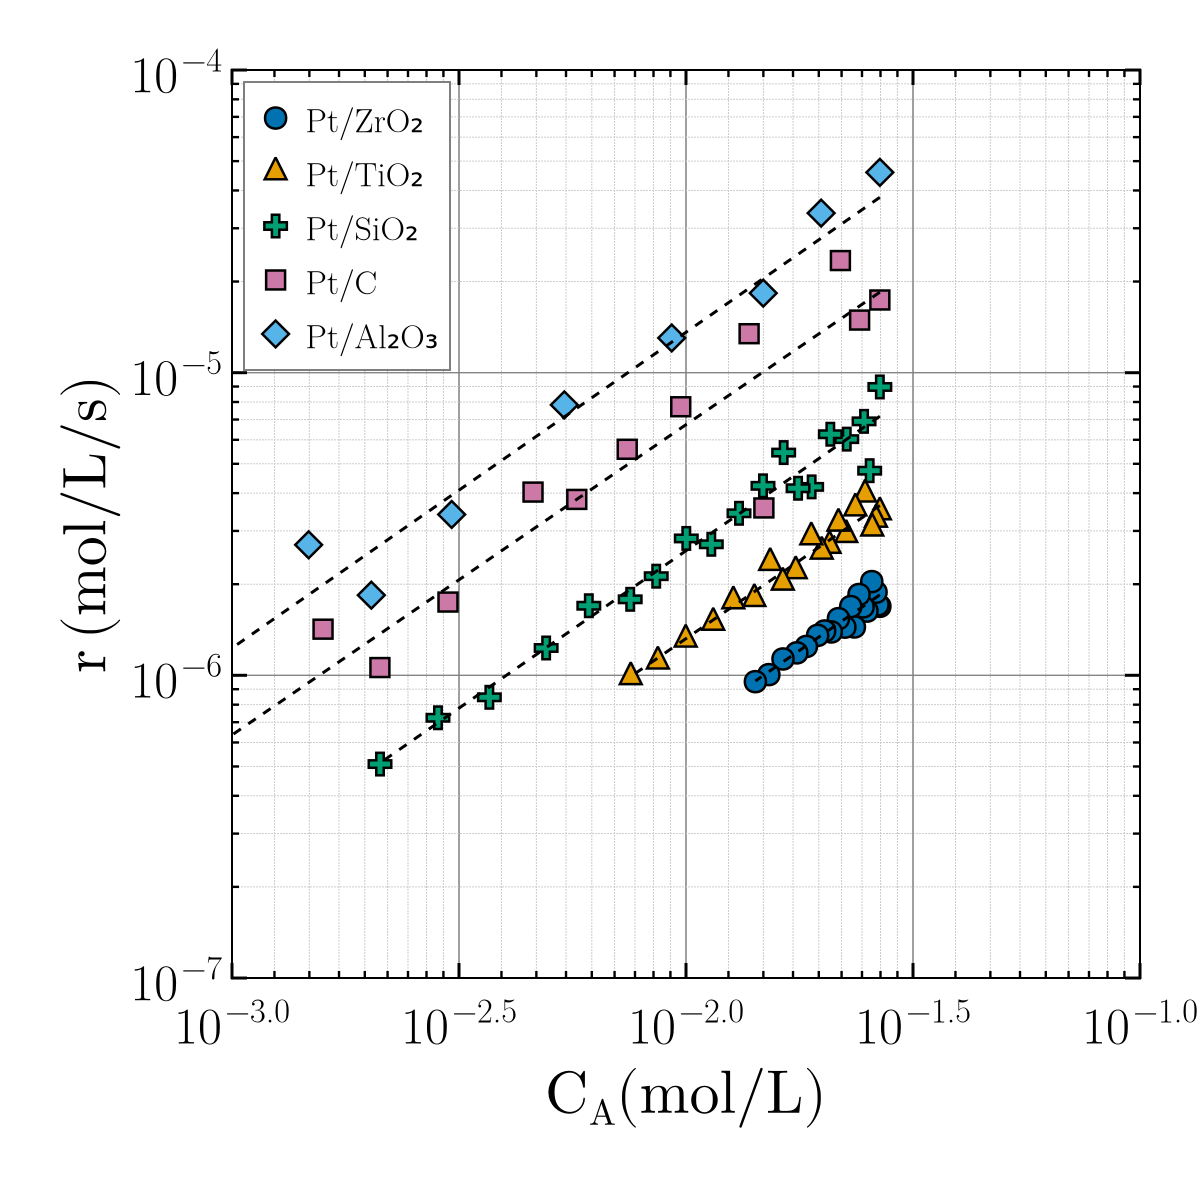 10⁻⁴
10⁻⁵
10⁻⁶
10⁻⁷
r (mol/L/s)
Pt/ZrO₂
Pt/TiO₂
Pt/SiO₂
Pt/C
Pt/Al₂O₃
10⁻³·⁰ 10⁻²·⁵ 10⁻²·⁰ 10⁻¹·⁵ 10⁻¹·⁰
C_A(mol/L)